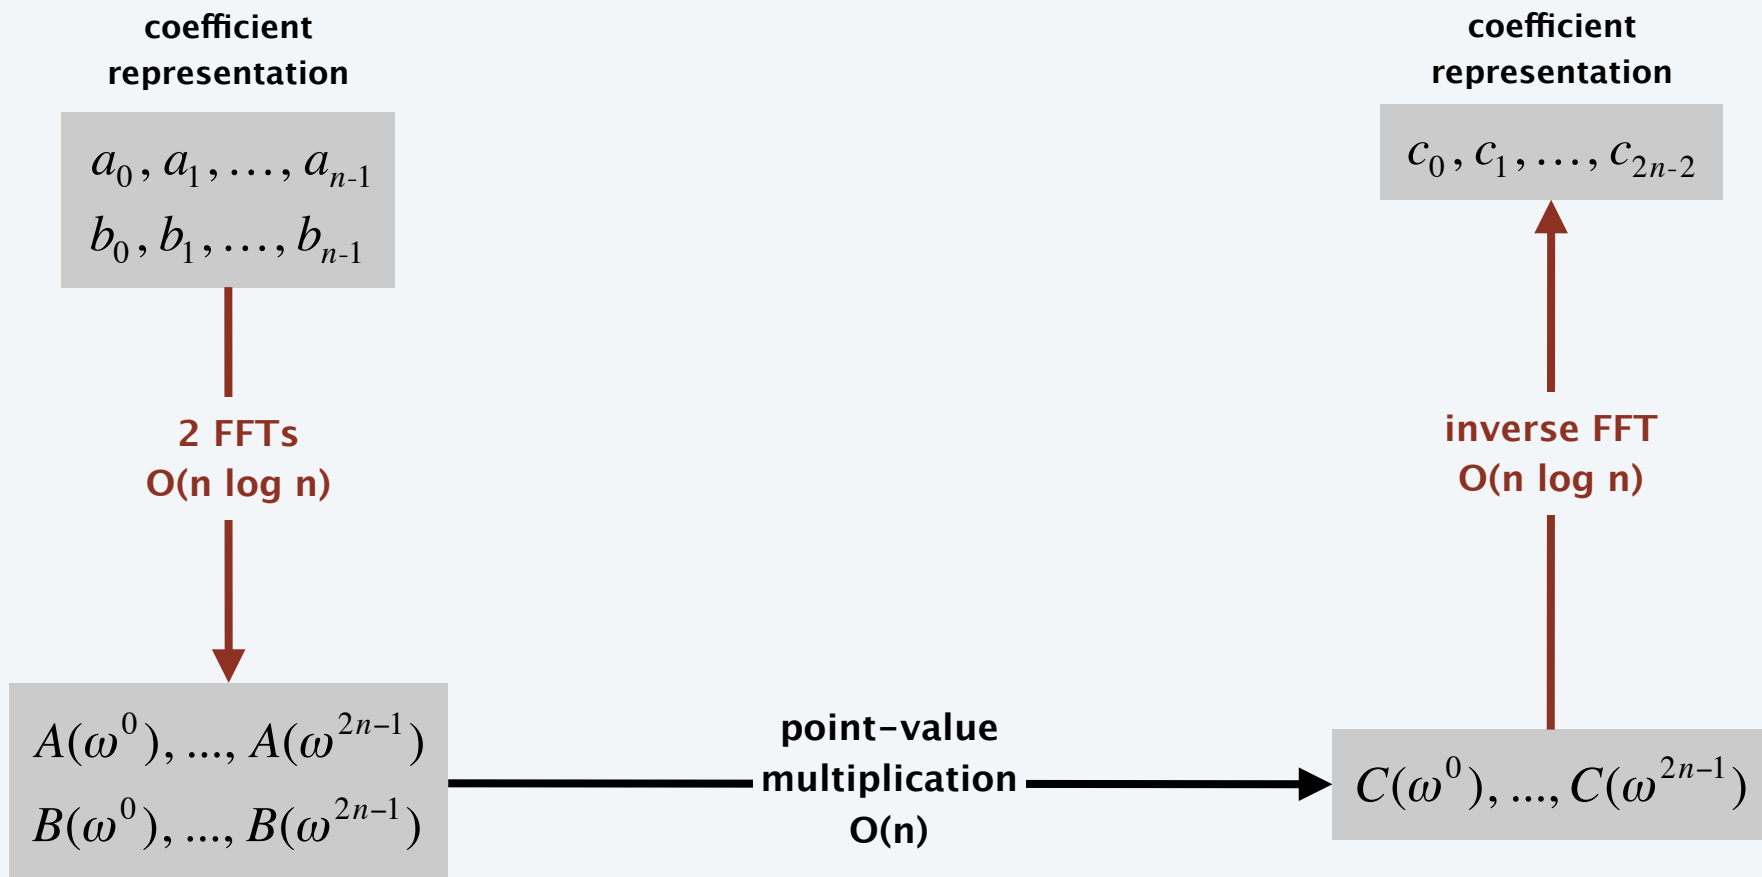 coefficient
representation
a₀, a₁, …, aₙ₋₁
b₀, b₁, …, bₙ₋₁
2 FFTs
O(n log n)
A(ω⁰), ..., A(ω²ⁿ⁻¹)
B(ω⁰), ..., B(ω²ⁿ⁻¹)
point-value
multiplication
O(n)
coefficient
representation
c₀, c₁, …, c₂ₙ₋₂
inverse FFT
O(n log n)
C(ω⁰), ..., C(ω²ⁿ⁻¹)